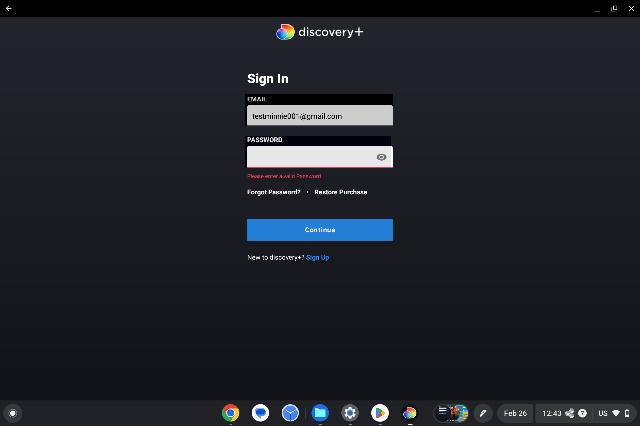 discovery+
Sign In
EMAIL
testminnie001@gmail.com
PASSWORD
Please enter a valid Password
Forgot Password? • Restore Purchase
Continue
New to discovery+? Sign Up
Feb 26 12:43 US